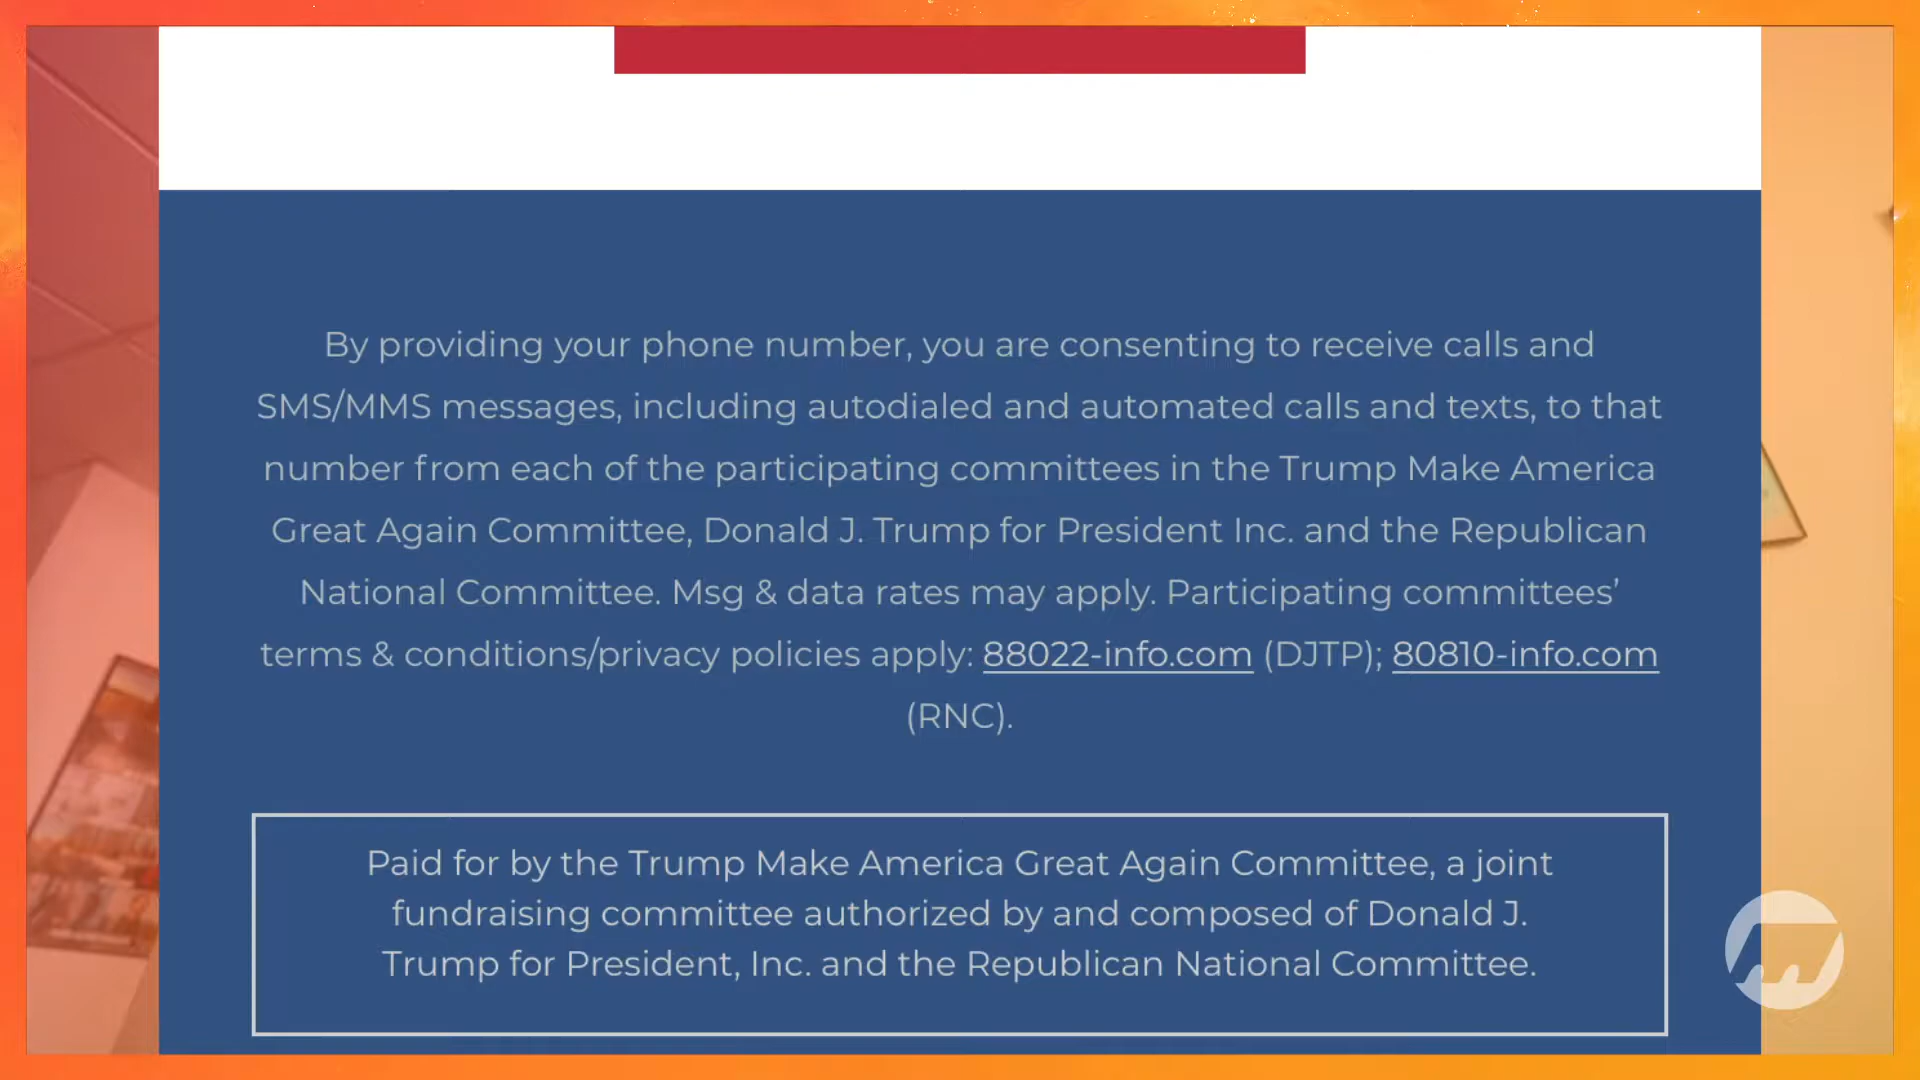 By providing your phone number, you are consenting to receive calls and
SMS/MMS messages, including autodialed and automated calls and texts, to that
number from each of the participating committees in the Trump Make America
Great Again Committee, Donald J. Trump for President Inc. and the Republican
National Committee. Msg & data rates may apply. Participating committees’
terms & conditions/privacy policies apply: 88022-info.com (DJTP); 80810-info.com
(RNC).
Paid for by the Trump Make America Great Again Committee, a joint
fundraising committee authorized by and composed of Donald J.
Trump for President, Inc. and the Republican National Committee.